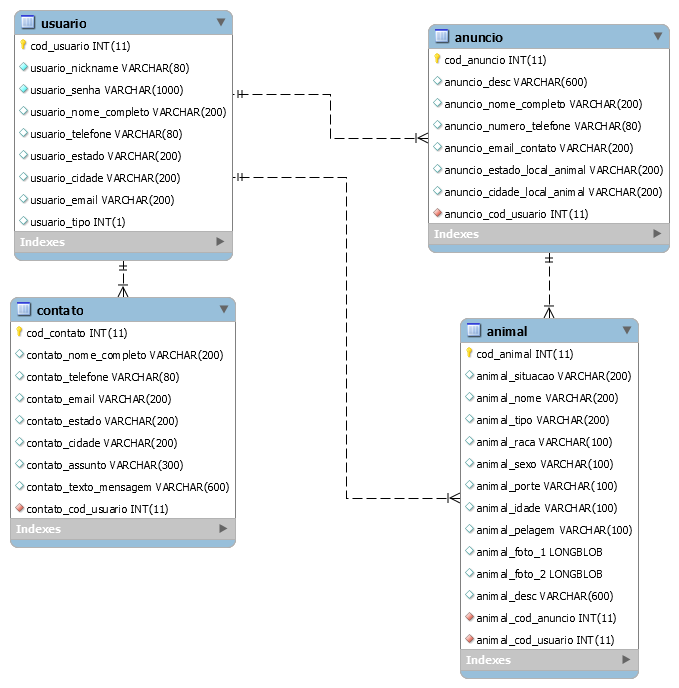 usuario
cod_usuario INT(11)
usuario_nickname VARCHAR(80)
usuario_senha VARCHAR(1000)
usuario_nome_completo VARCHAR(200)
usuario_telefone VARCHAR(80)
usuario_estado VARCHAR(200)
usuario_cidade VARCHAR(200)
usuario_email VARCHAR(200)
usuario_tipo INT(1)
Indexes
anuncio
cod_anuncio INT(11)
anuncio_desc VARCHAR(600)
anuncio_nome_completo VARCHAR(200)
anuncio_numero_telefone VARCHAR(80)
anuncio_email_contato VARCHAR(200)
anuncio_estado_local_animal VARCHAR(200)
anuncio_cidade_local_animal VARCHAR(200)
anuncio_cod_usuario INT(11)
Indexes
contato
cod_contato INT(11)
contato_nome_completo VARCHAR(200)
contato_telefone VARCHAR(80)
contato_email VARCHAR(200)
contato_estado VARCHAR(200)
contato_cidade VARCHAR(200)
contato_assunto VARCHAR(300)
contato_texto_mensagem VARCHAR(600)
contato_cod_usuario INT(11)
Indexes
animal
cod_animal INT(11)
animal_situacao VARCHAR(200)
animal_nome VARCHAR(200)
animal_tipo VARCHAR(200)
animal_raca VARCHAR(100)
animal_sexo VARCHAR(100)
animal_porte VARCHAR(100)
animal_idade VARCHAR(100)
animal_pelagem VARCHAR(100)
animal_foto_1 LONGBLOB
animal_foto_2 LONGBLOB
animal_desc VARCHAR(600)
animal_cod_anuncio INT(11)
animal_cod_usuario INT(11)
Indexes